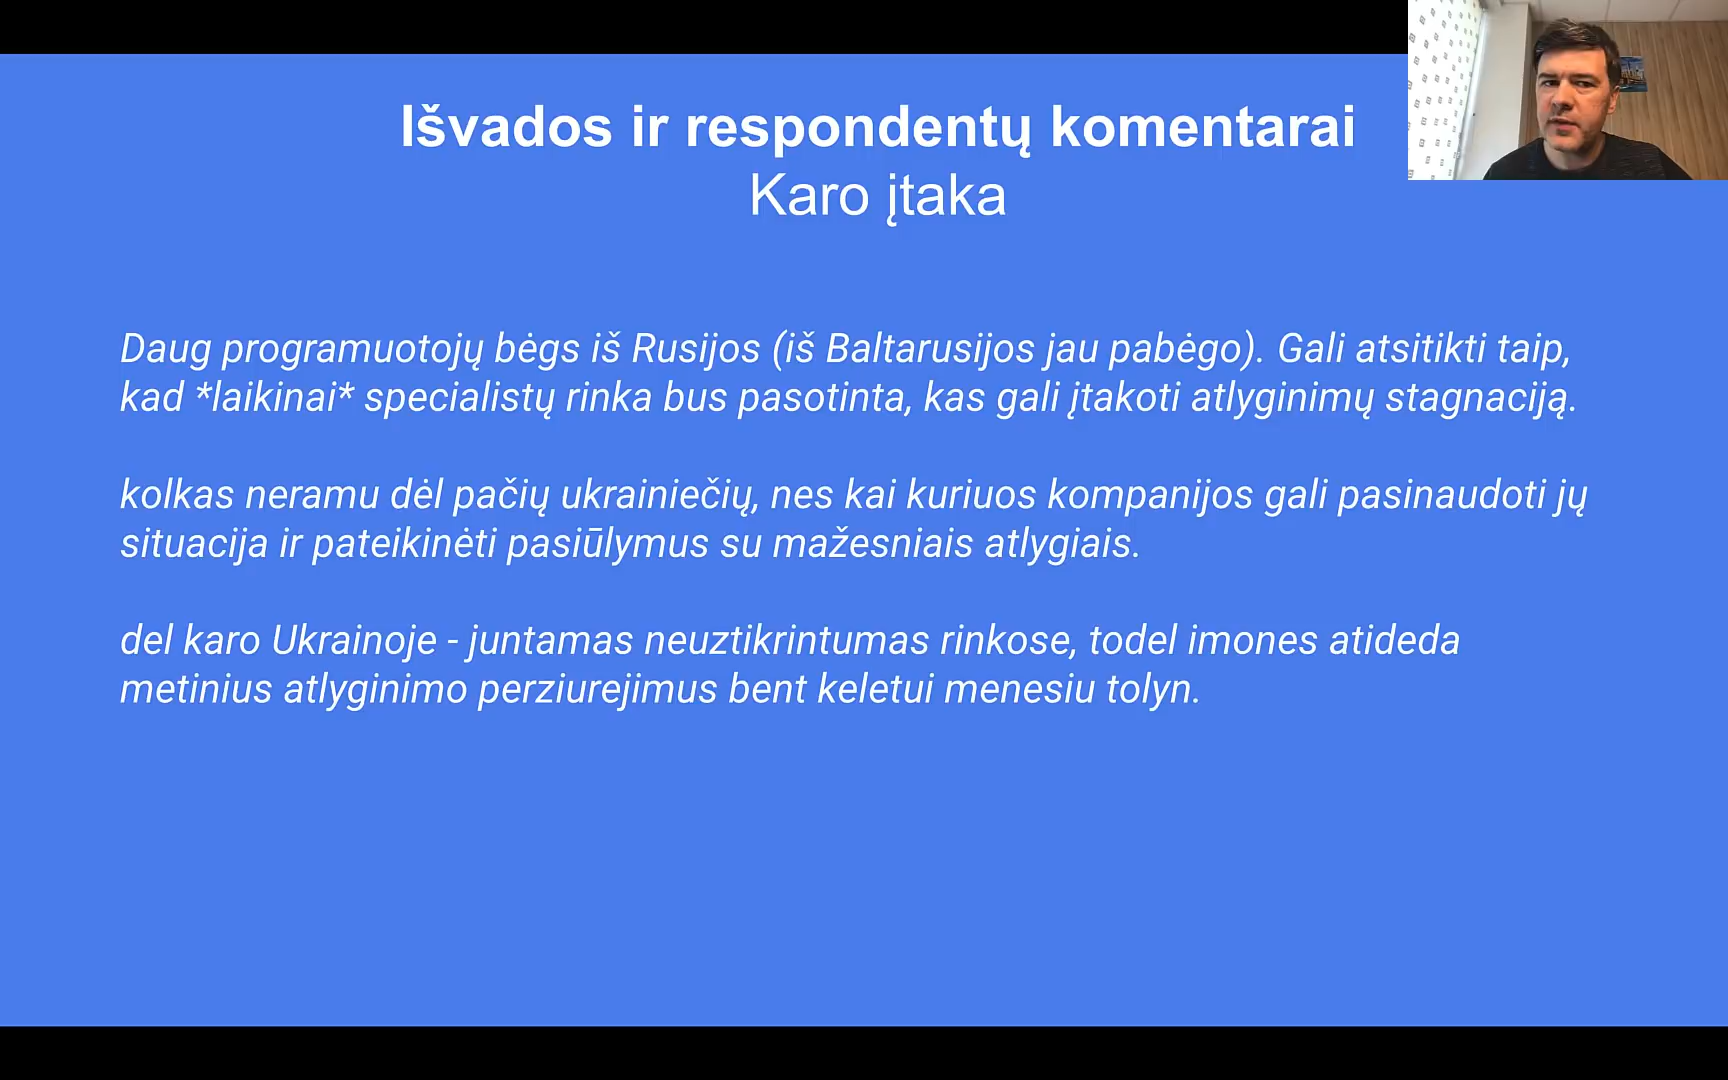 Išvados ir respondentų komentarai
Karo įtaka
Daug programuotojų bėgs iš Rusijos (iš Baltarusijos jau pabėgo). Gali atsitikti taip,
kad *laikinai* specialistų rinka bus pasotinta, kas gali įtakoti atlyginimų stagnaciją.
kolkas neramu dėl pačių ukrainiečių, nes kai kuriuos kompanijos gali pasinaudoti jų
situacija ir pateikinėti pasiūlymus su mažesniais atlygiais.
del karo Ukrainoje - juntamas neuztikrintumas rinkose, todel imones atideda
metinius atlyginimo perziurejimus bent keletui menesiu tolyn.